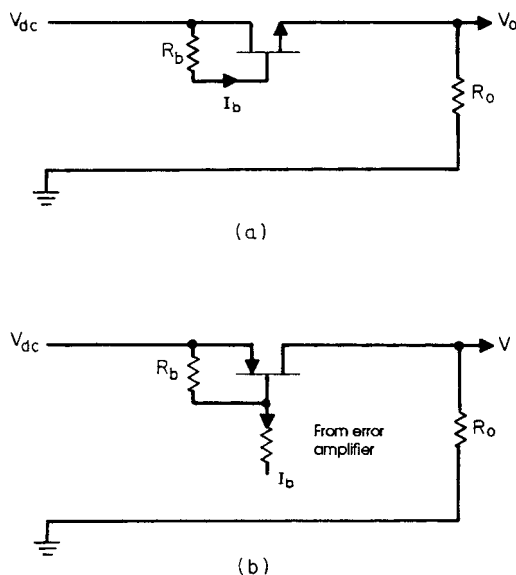 Vdc
Vo
Rb
Ib
Ro
(a)
Vdc
V
Rb
From error
amplifier
Ro
Ib
(b)